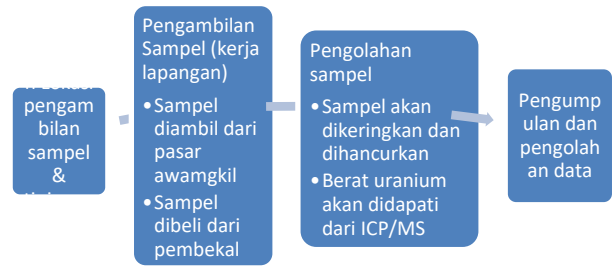 pengam
bilan
sampel
&
Pengambilan
Sampel (kerja
lapangan)
•Sampel
diambil dari
pasar
awamgkil
•Sampel
dibeli dari
pembekal
Pengolahan
sampel
•Sampel akan
dikeringkan dan
dihancurkan
•Berat uranium
akan didapati
dari ICP/MS
Pengump
ulan dan
pengolah
an data